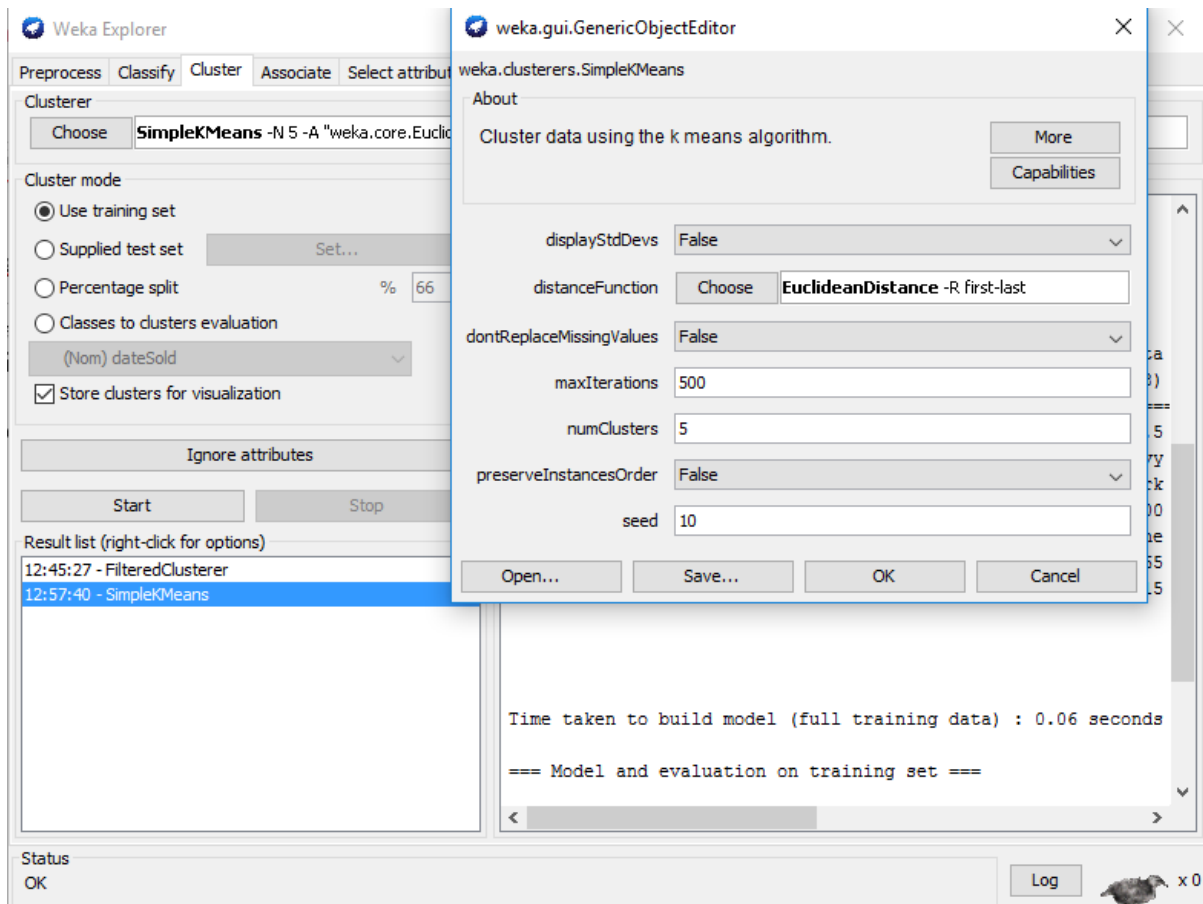 Weka Explorer
Preprocess Classify Cluster Associate Select attribut
Clusterer
Choose SimpleKMeans -N 5 -A "weka.core.Euclid
Cluster mode
Use training set
Supplied test set Set...
Percentage split % 66
Classes to clusters evaluation
(Nom) dateSold
Store clusters for visualization
Ignore attributes
Start Stop
Result list (right-click for options)
12:45:27 - FilteredClusterer
12:57:40 - SimpleKMeans
weka.gui.GenericObjectEditor
weka.clusterers.SimpleKMeans
About
Cluster data using the k means algorithm.
More
Capabilities
displayStdDevs False
distanceFunction Choose EuclideanDistance -R first-last
dontReplaceMissingValues False
maxIterations 500
numClusters 5
preserveInstancesOrder False
seed 10
Open... Save... OK Cancel
Time taken to build model (full training data) : 0.06 seconds
=== Model and evaluation on training set ===
Status
OK
Log x 0